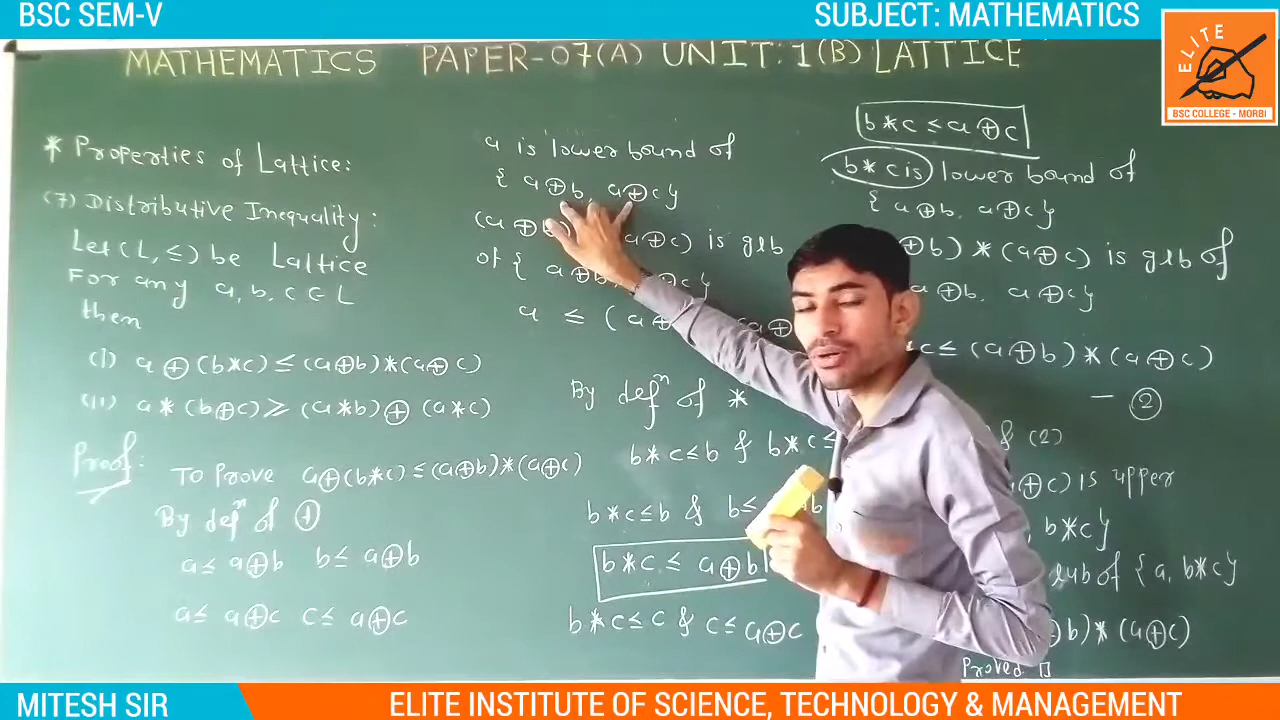 BSC SEM-V
SUBJECT: MATHEMATICS
ELITE
BSC COLLEGE - MORBI
MATHEMATICS PAPER-07(A) UNIT:1(B) LATTICE
* Properties of Lattice:
(7) Distributive Inequality:
Let (L, ≤) be Lattice
For any a, b, c ∈ L
then
(I) a ⊕ (b*c) ≤ (a⊕b)*(a⊕c)
(II) a * (b⊕c) ≥ (a*b) ⊕ (a*c)
Proof:
To Prove a⊕(b*c) ≤ (a⊕b)*(a⊕c)
By defⁿ of ⊕
a ≤ a⊕b b ≤ a⊕b
a ≤ a⊕c c ≤ a⊕c
a is lower bound of
{ a⊕b, a⊕c }
(a⊕b) a⊕c) is glb
of { a⊕b, c }
a ≤ (a
By defⁿ of *
b*c ≤ b & b*c ≤
b*c ≤ b & b ≤ b
b*c ≤ a⊕b
b*c ≤ c & c ≤ a⊕c
b*c ≤ a⊕c
b*c is lower bound of
{ a⊕b, a⊕c }
⊕b) * (a⊕c) is glb of
a⊕b, a⊕c }
c ≤ (a⊕b)*(a⊕c)
— ②
& (2)
a⊕c) is upper
b*c }
lub of { a, b*c }
⊕b)*(a⊕c)
Proved []
MITESH SIR
ELITE INSTITUTE OF SCIENCE, TECHNOLOGY & MANAGEMENT